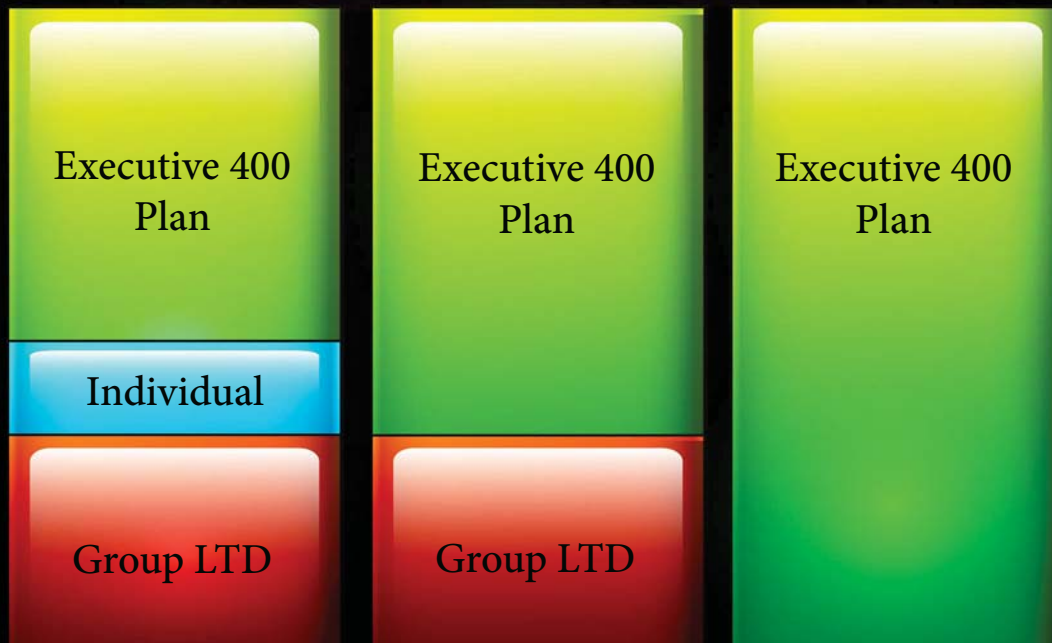 Executive 400
Plan
Individual
Group LTD
Executive 400
Plan
Group LTD
Executive 400
Plan